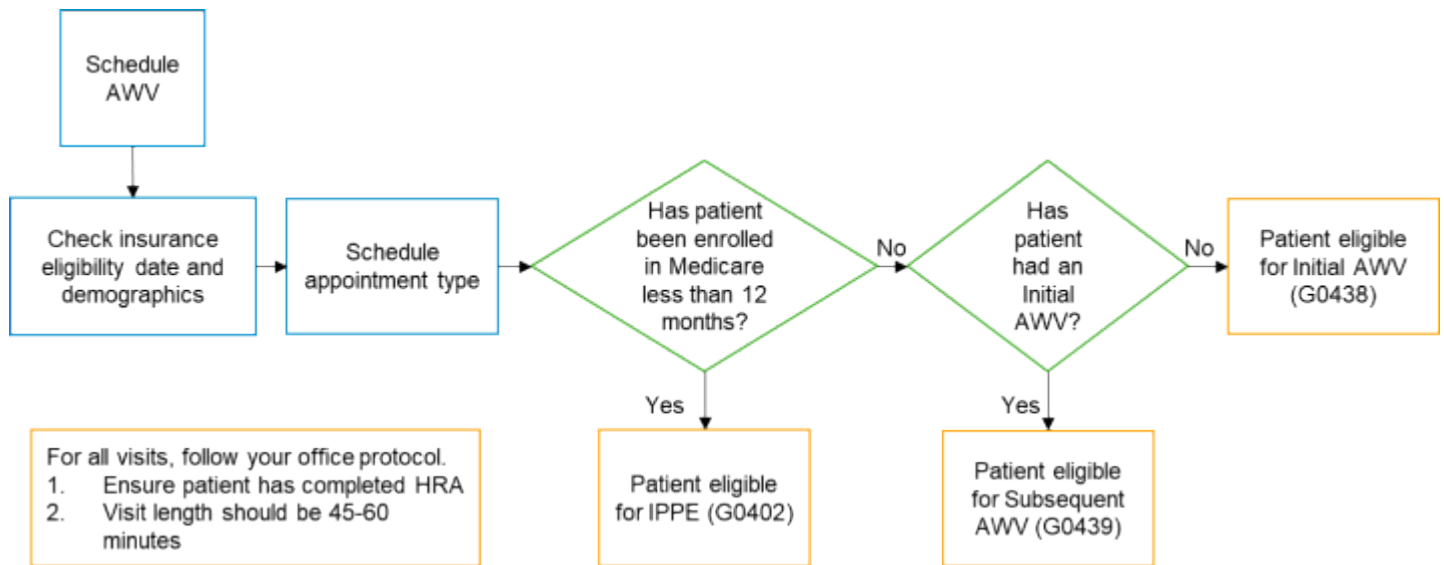 Schedule
AWV
Check insurance
eligibility date and
demographics
Schedule
appointment type
Has patient
been enrolled
in Medicare
less than 12
months?
No
Has
patient
had an
Initial
AWV?
No
Patient eligible
for Initial AWV
(G0438)
Yes
Yes
For all visits, follow your office protocol.
1. Ensure patient has completed HRA
2. Visit length should be 45-60
minutes
Patient eligible
for IPPE (G0402)
Patient eligible
for Subsequent
AWV (G0439)